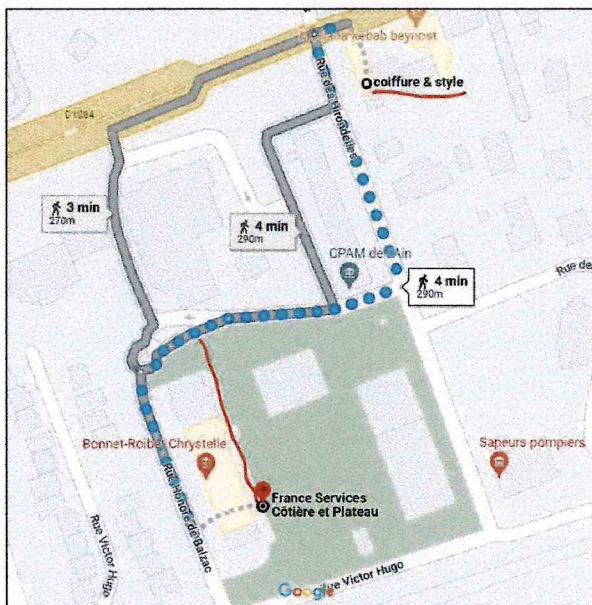 kebab beynost
coiffure & style
D1084
Rue des Hirondelles
3 min
270m
4 min
290m
CPAM de l'Ain
4 min
290m
Rue de
Bonnet-Roibet Chrystelle
Sapeurs pompiers
Rue Honoré de Balzac
France Services
Côtière et Plateau
Rue Victor Hugo
Rue Victor Hugo
Google